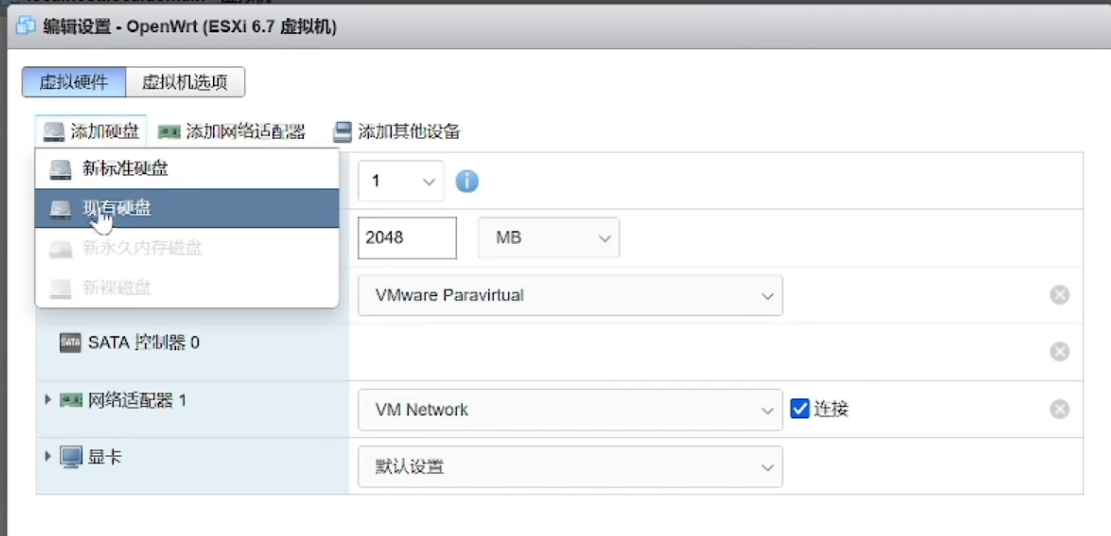 编辑设置 - OpenWrt (ESXi 6.7 虚拟机)
虚拟硬件 虚拟机选项
添加硬盘 添加网络适配器 添加其他设备
新标准硬盘
现有硬盘
新永久内存磁盘
新裸磁盘
1
2048 MB
VMware Paravirtual
SATA 控制器 0
网络适配器 1 VM Network 连接
显卡 默认设置